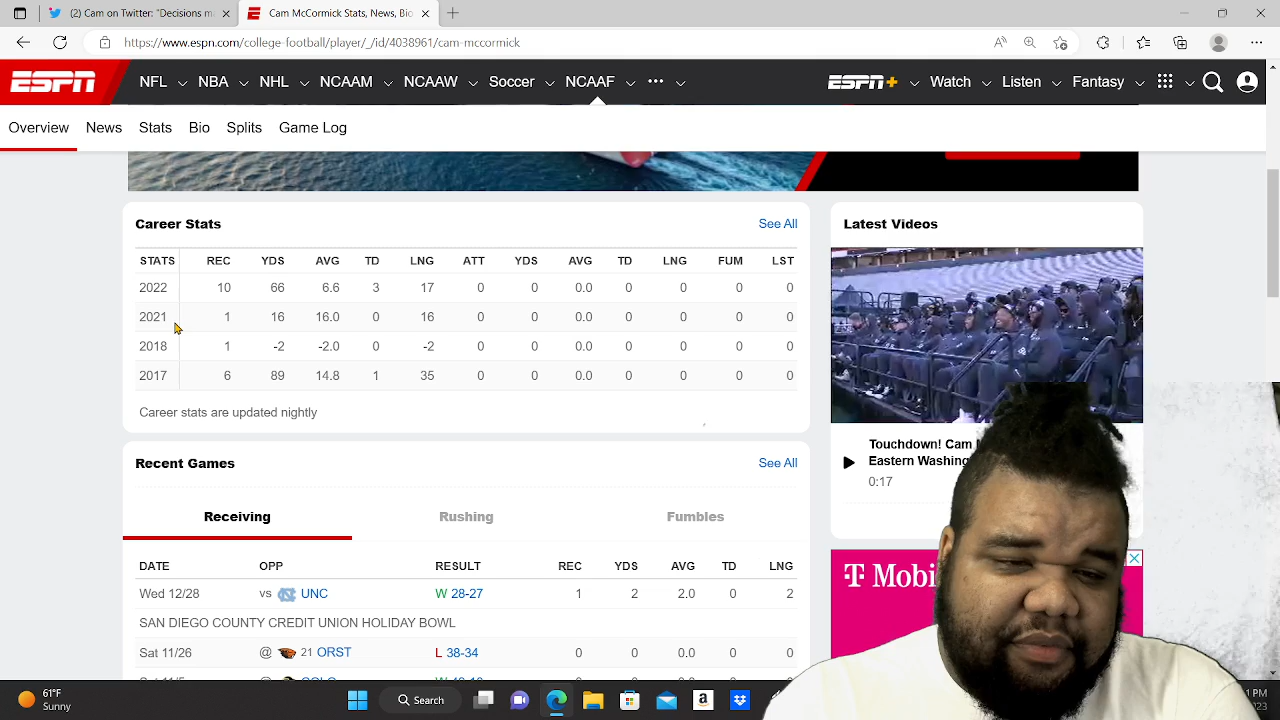 (2) Cam on Twitter: "
Cam McCormick Stats, News, Bio
https://www.espn.com/college-football/player/_/id/4038961/cam-mccormick
ESPN NFL NBA NHL NCAAM NCAAW Soccer NCAAF ••• ESPN+ Watch Listen Fantasy
Overview News Stats Bio Splits Game Log
Career Stats See All
STATS REC YDS AVG TD LNG ATT YDS AVG TD LNG FUM LST
2022 10 66 6.6 3 17 0 0 0.0 0 0 0 0
2021 1 16 16.0 0 16 0 0 0.0 0 0 0 0
2018 1 -2 -2.0 0 -2 0 0 0.0 0 0 0 0
2017 6 89 14.8 1 35 0 0 0.0 0 0 0 0
Career stats are updated nightly
Latest Videos
Touchdown! Cam
Eastern Washing
0:17
Recent Games See All
Receiving Rushing Fumbles
DATE OPP RESULT REC YDS AVG TD LNG
Wed 12/28 vs UNC W 28-27 1 2 2.0 0 2
SAN DIEGO COUNTY CREDIT UNION HOLIDAY BOWL
Sat 11/26 @ 21 ORST L 38-34 0 0 0.0 0 0
T Mobi
61°F
Sunny
Search